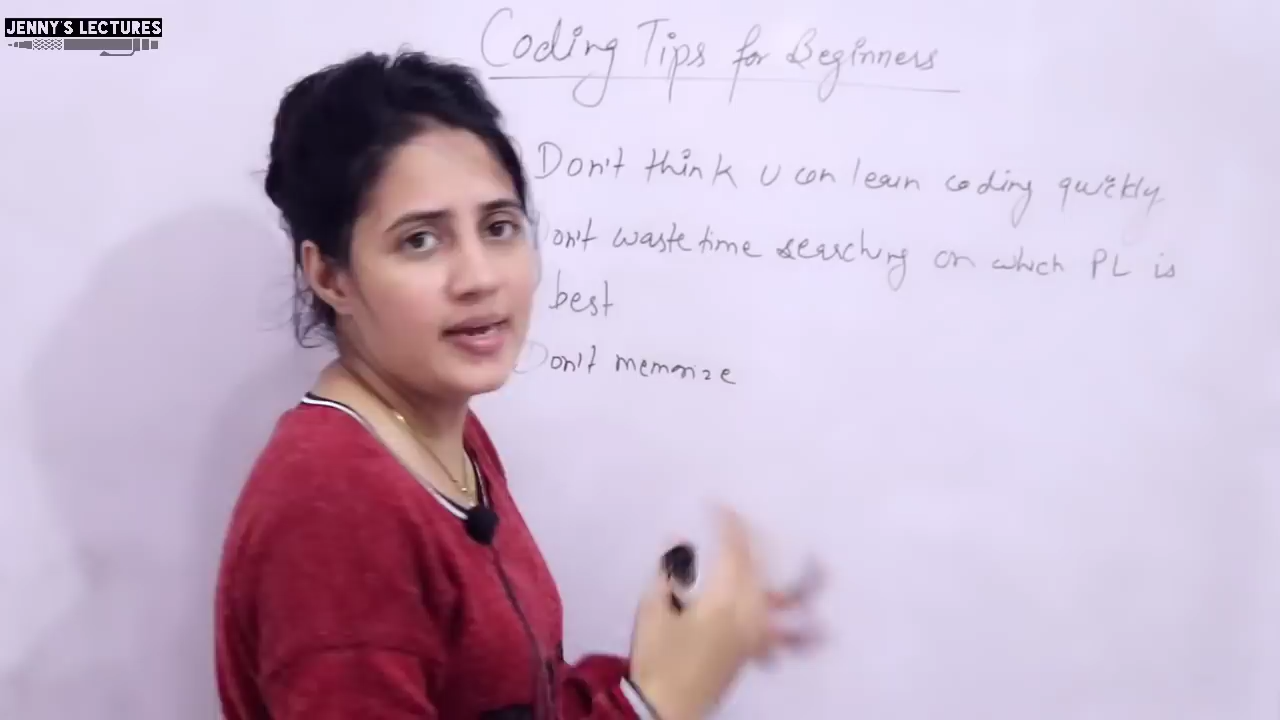 JENNY'S LECTURES
Coding Tips for Beginners
Don't think u can learn coding quickly
Don't waste time searching on which PL is
best
Don't memorize